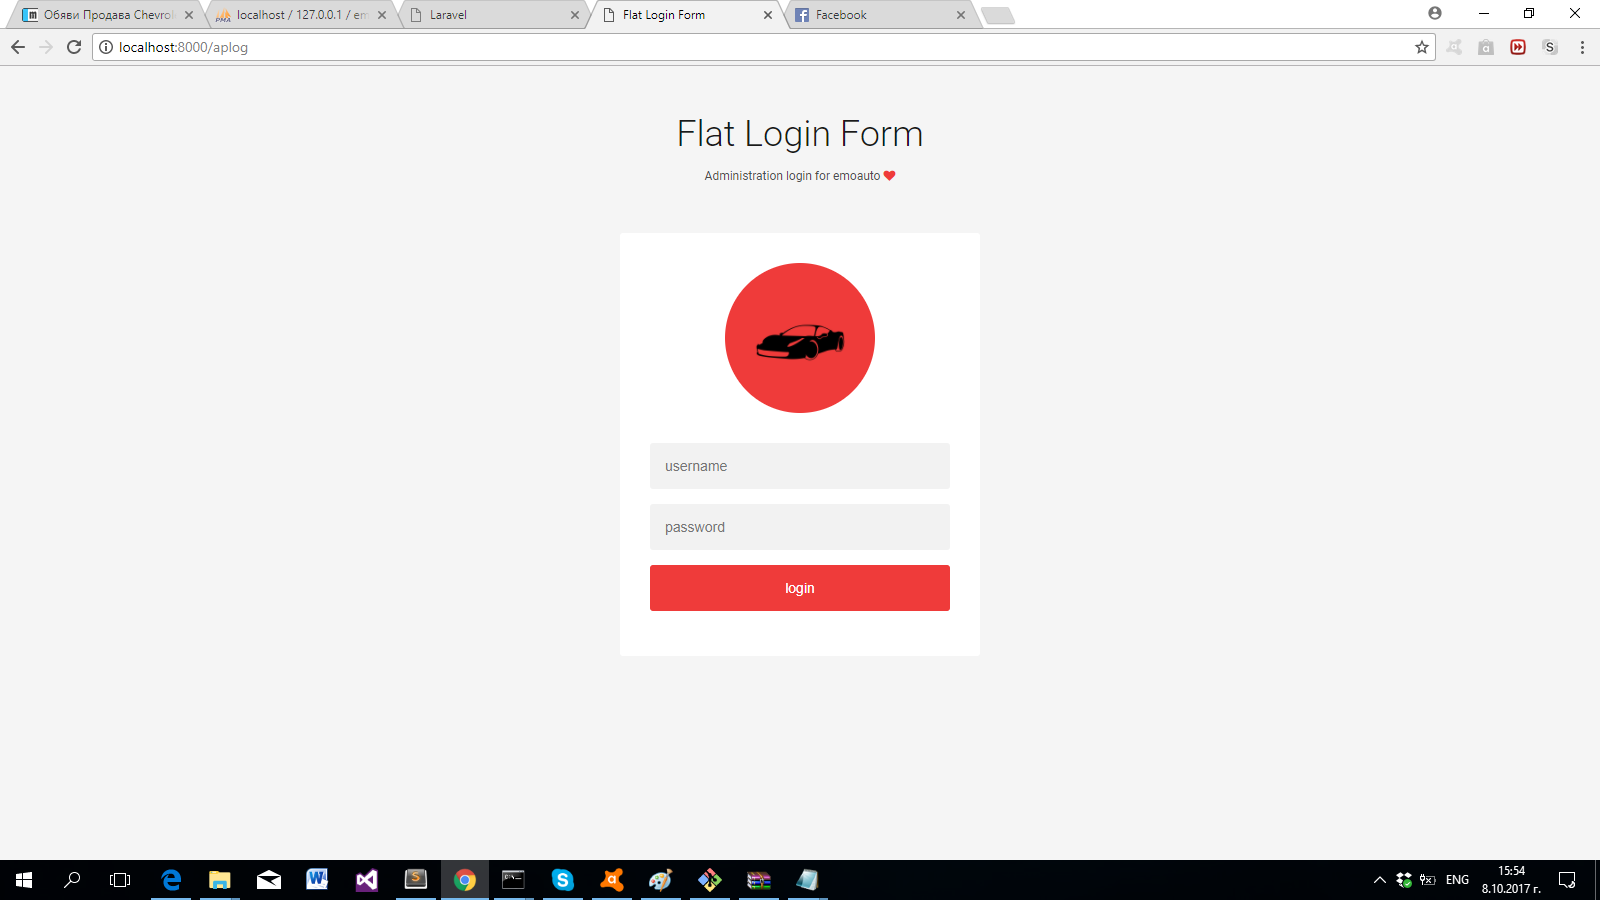 Обяви Продава Chevrol
localhost / 127.0.0.1 / em
Laravel
Flat Login Form
Facebook
localhost:8000/aplog
Flat Login Form
Administration login for emoauto
username
password
login
ENG
15:54
8.10.2017 г.